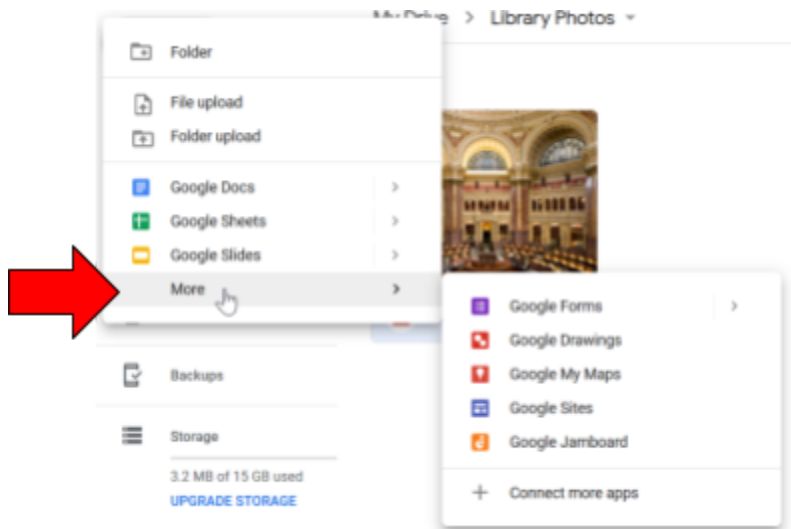 My Drive > Library Photos
Folder
File upload
Folder upload
Google Docs
Google Sheets
Google Slides
More
Google Forms
Google Drawings
Google My Maps
Google Sites
Google Jamboard
Connect more apps
Backups
Storage
3.2 MB of 15 GB used
UPGRADE STORAGE